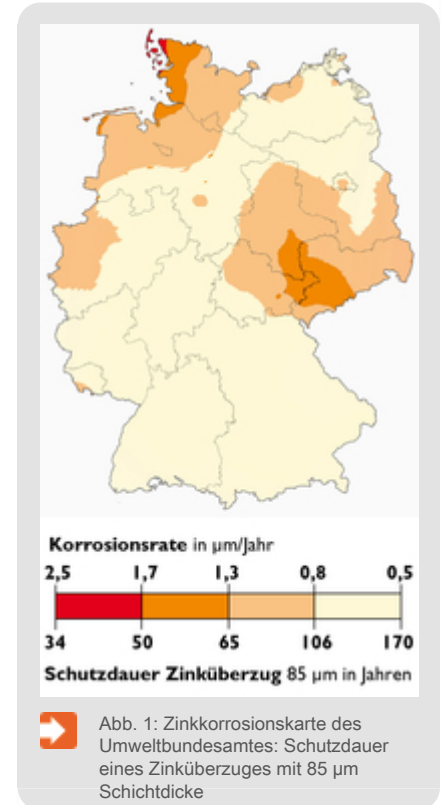 Korrosionsrate in µm/Jahr
2,5 1,7 1,3 0,8 0,5
34 50 65 106 170
Schutzdauer Zinküberzug 85 µm in Jahren
Abb. 1: Zinkkorrosionskarte des
Umweltbundesamtes: Schutzdauer
eines Zinküberzuges mit 85 µm
Schichtdicke